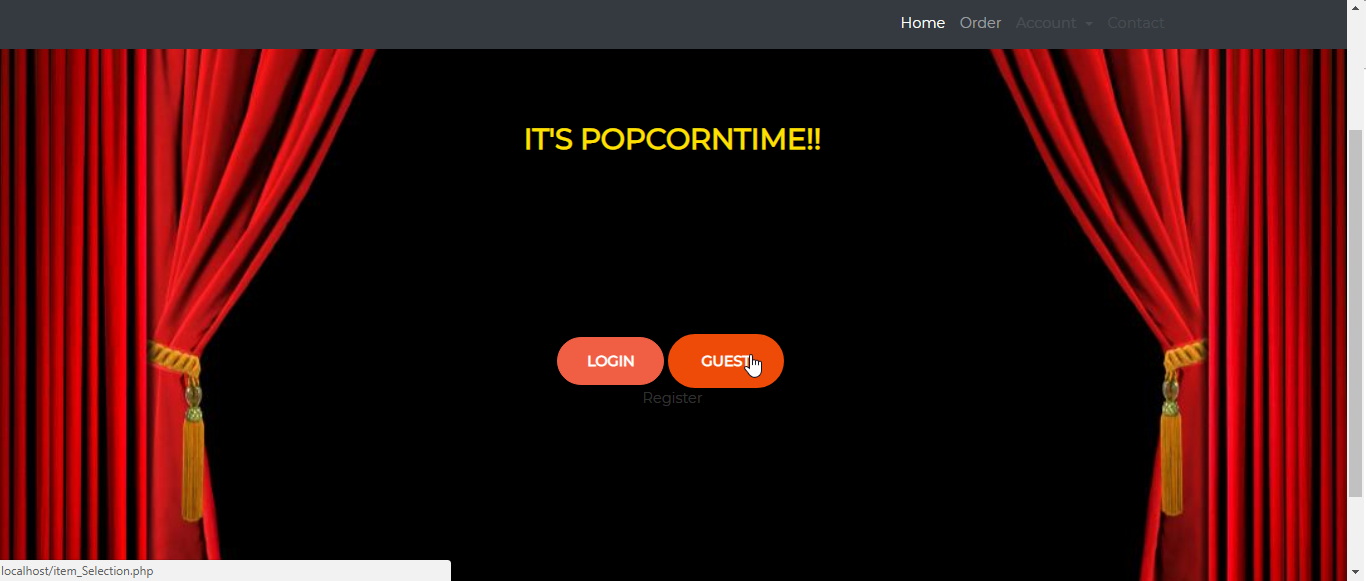 Home Order Account Contact
IT'S POPCORNTIME!!
LOGIN GUEST
Register
localhost/item_Selection.php